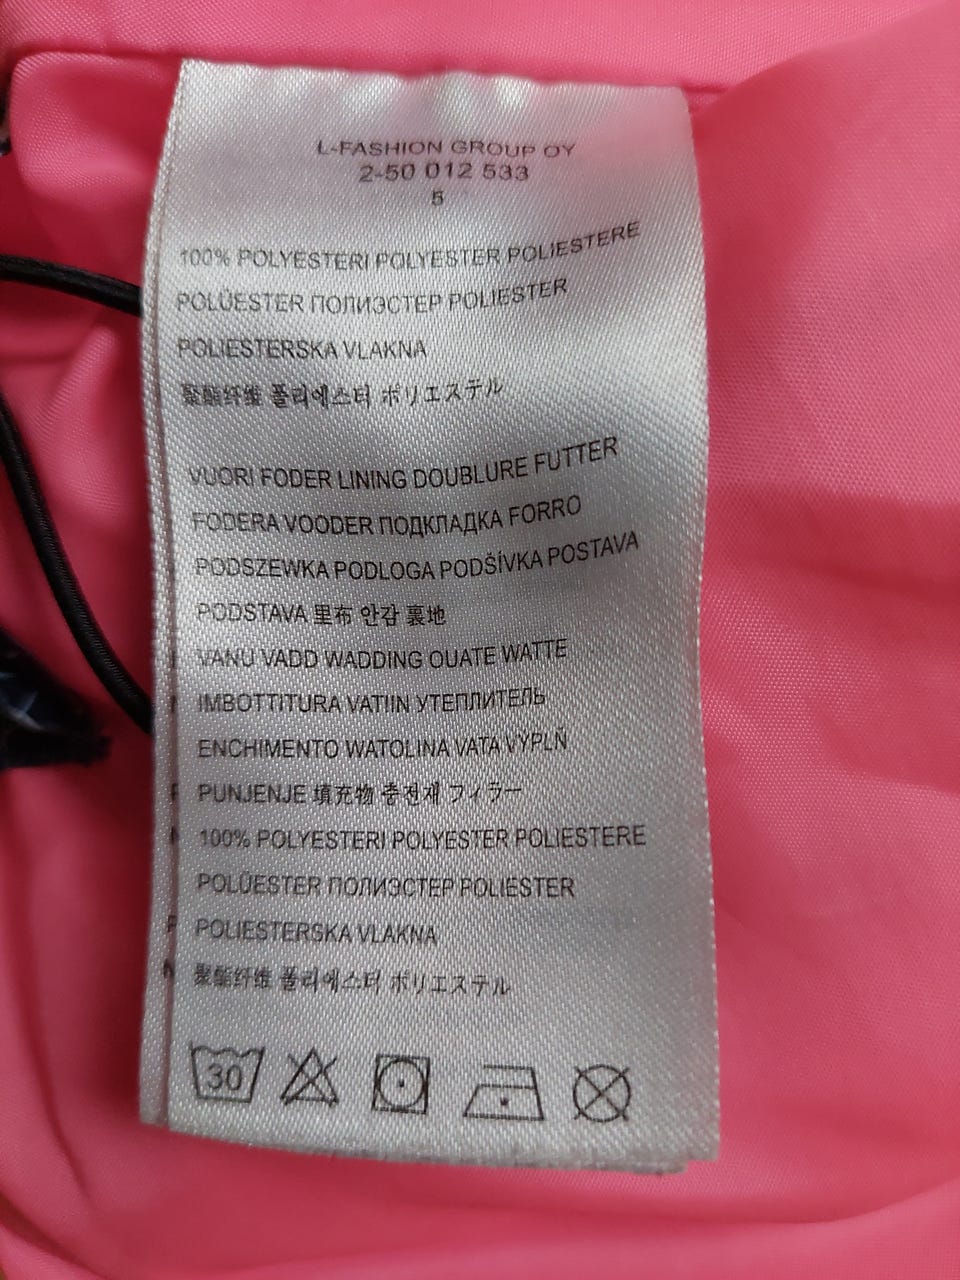 L-FASHION GROUP OY
2-50 012 533
5
100% POLYESTERI POLYESTER POLIESTERE
POLÜESTER ПОЛИЭСТЕР POLIESTER
POLIESTERSKA VLAKNA
聚酯纤维 폴리에스터 ポリエステル
VUORI FODER LINING DOUBLURE FUTTER
FODERA VOODER ПОДКЛАДКА FORRO
PODSZEWKA PODLOGA PODŠÍVKA POSTAVA
PODSTAVA 里布 안감 裏地
VANU VADD WADDING OUATE WATTE
IMBOTTITURA VATIIN УТЕПЛИТЕЛЬ
ENCHIMENTO WATOLINA VATA VÝPLŇ
PUNJENJE 填充物 충전재 フィラー
100% POLYESTERI POLYESTER POLIESTERE
POLÜESTER ПОЛИЭСТЕР POLIESTER
POLIESTERSKA VLAKNA
聚酯纤维 폴리에스터 ポリエステル
30